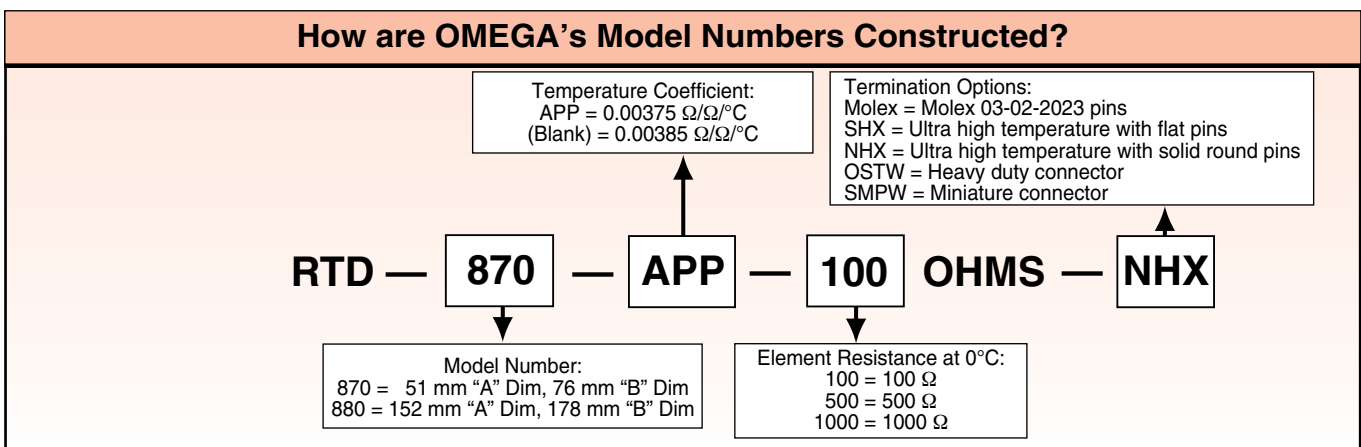 How are OMEGA's Model Numbers Constructed?
Temperature Coefficient:
APP = 0.00375 Ω/Ω/°C
(Blank) = 0.00385 Ω/Ω/°C
Termination Options:
Molex = Molex 03-02-2023 pins
SHX = Ultra high temperature with flat pins
NHX = Ultra high temperature with solid round pins
OSTW = Heavy duty connector
SMPW = Miniature connector
RTD — 870 — APP — 100 OHMS — NHX
Model Number:
870 = 51 mm “A” Dim, 76 mm “B” Dim
880 = 152 mm “A” Dim, 178 mm “B” Dim
Element Resistance at 0°C:
100 = 100 Ω
500 = 500 Ω
1000 = 1000 Ω